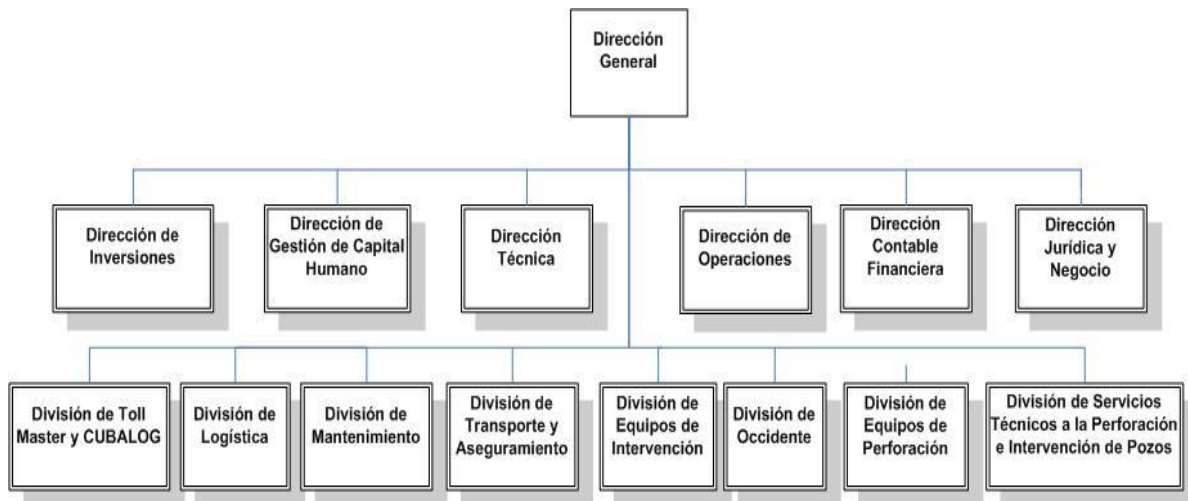 Dirección
General
Dirección de
Inversiones
Dirección de
Gestión de Capital
Humano
Dirección
Técnica
Dirección de
Operaciones
Dirección
Contable
Financiera
Dirección
Jurídica y
Negocio
División de Toll
Master y CUBALOG
División de
Logística
División de
Mantenimiento
División de
Transporte y
Aseguramiento
División de
Equipos de
Intervención
División de
Occidente
División de
Equipos de
Perforación
División de Servicios
Técnicos a la Perforación
e Intervención de Pozos